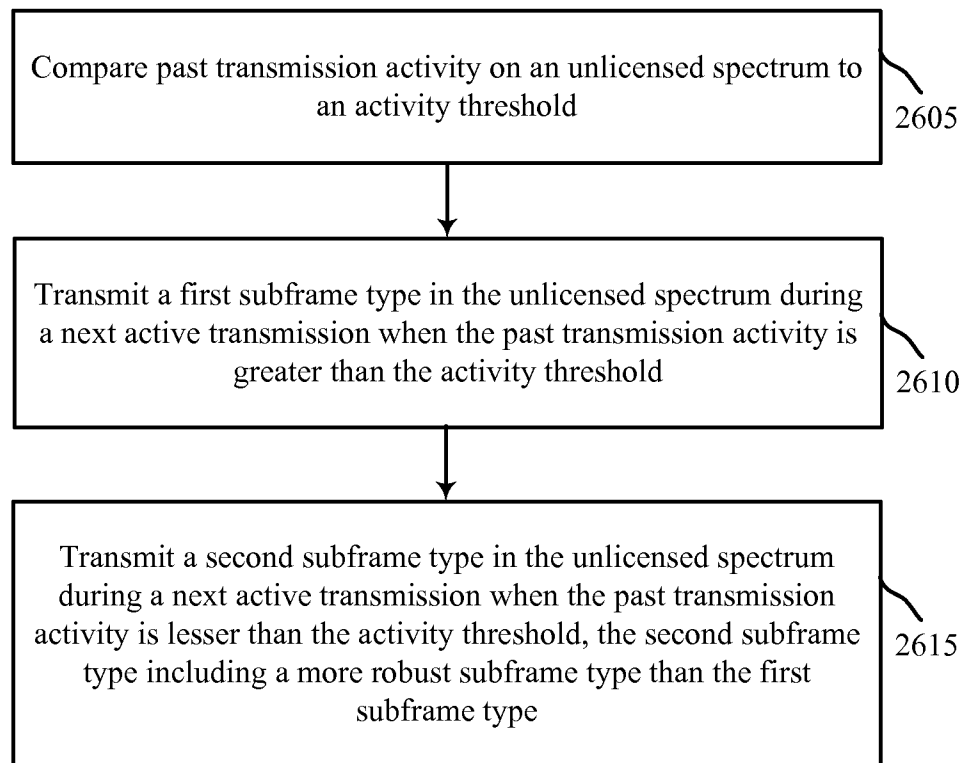 Compare past transmission activity on an unlicensed spectrum to
an activity threshold
2605
Transmit a first subframe type in the unlicensed spectrum during
a next active transmission when the past transmission activity is
greater than the activity threshold
2610
Transmit a second subframe type in the unlicensed spectrum
during a next active transmission when the past transmission
activity is lesser than the activity threshold, the second subframe
type including a more robust subframe type than the first
subframe type
2615